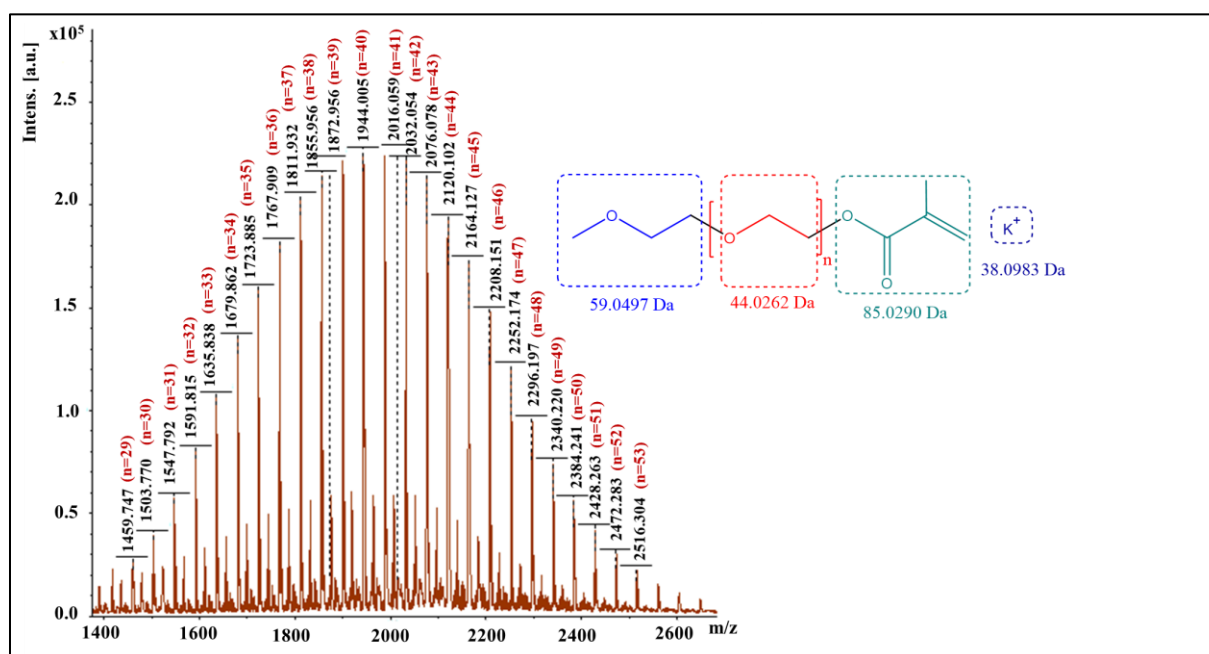 x10⁵
Intens. [a.u.]
2.5
2.0
1.5
1.0
0.5
0.0
1400
1600
1800
2000
2200
2400
2600
m/z
1459.747 (n=29)
1503.770 (n=30)
1547.792 (n=31)
1591.815 (n=32)
1635.838 (n=33)
1679.862 (n=34)
1723.885 (n=35)
1767.909 (n=36)
1811.932 (n=37)
1855.956 (n=38)
1872.956 (n=39)
1944.005 (n=40)
2016.059 (n=41)
2032.054 (n=42)
2076.078 (n=43)
2120.102 (n=44)
2164.127 (n=45)
2208.151 (n=46)
2252.174 (n=47)
2296.197 (n=48)
2340.220 (n=49)
2384.241 (n=50)
2428.263 (n=51)
2472.283 (n=52)
2516.304 (n=53)
O
O
n
O
O
K⁺
59.0497 Da
44.0262 Da
85.0290 Da
38.0983 Da